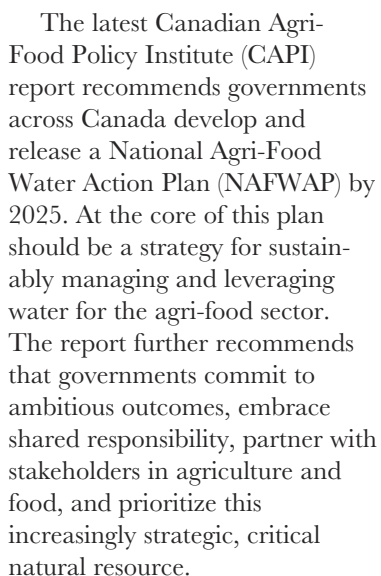 The latest Canadian Agri-
Food Policy Institute (CAPI)
report recommends governments
across Canada develop and
release a National Agri-Food
Water Action Plan (NAFWAP) by
2025. At the core of this plan
should be a strategy for sustain-
ably managing and leveraging
water for the agri-food sector.
The report further recommends
that governments commit to
ambitious outcomes, embrace
shared responsibility, partner with
stakeholders in agriculture and
food, and prioritize this
increasingly strategic, critical
natural resource.